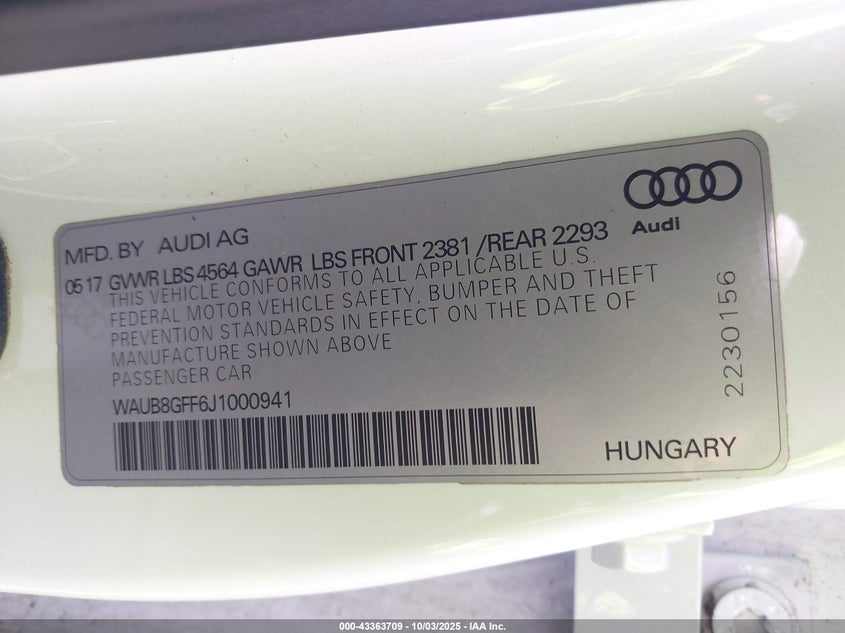 MFD. BY AUDI AG
Audi
0517 GVWR LBS 4564 GAWR LBS FRONT 2381 /REAR 2293
THIS VEHICLE CONFORMS TO ALL APPLICABLE U.S.
FEDERAL MOTOR VEHICLE SAFETY, BUMPER AND THEFT
PREVENTION STANDARDS IN EFFECT ON THE DATE OF
MANUFACTURE SHOWN ABOVE
PASSENGER CAR
2230156
WAUB8GFF6J1000941
HUNGARY
000-43363709 - 10/03/2025 - IAA Inc.